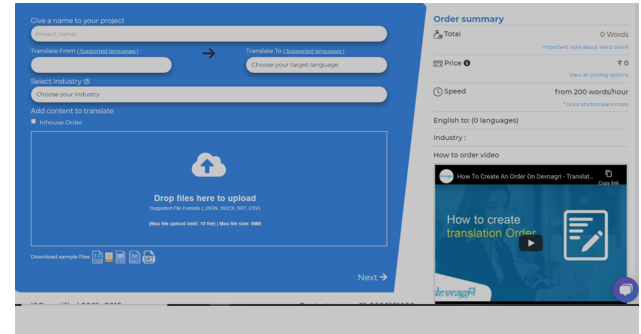 Give a name to your project
Project name
Translate From ( Supported languages )
Translate To ( Supported languages )
Choose your target language
Select industry
Choose your industry
Add content to translate
Inhouse Order
Drop files here to upload
Supported File Formats ( JSON, DOCX, SRT, CSV)
(Max file upload limit: 10 file) | Max file size: 8MB
Download sample files
Next
Order summary
Total
0 Words
Important note about word count
Price
₹ 0
View all pricing options
Speed
from 200 words/hour
* Once started learn more
English to: (0 languages)
Industry :
How to order video
How To Create An Order On Devnagri - Translat...
Copy link
How to create
translation Order
devnagri